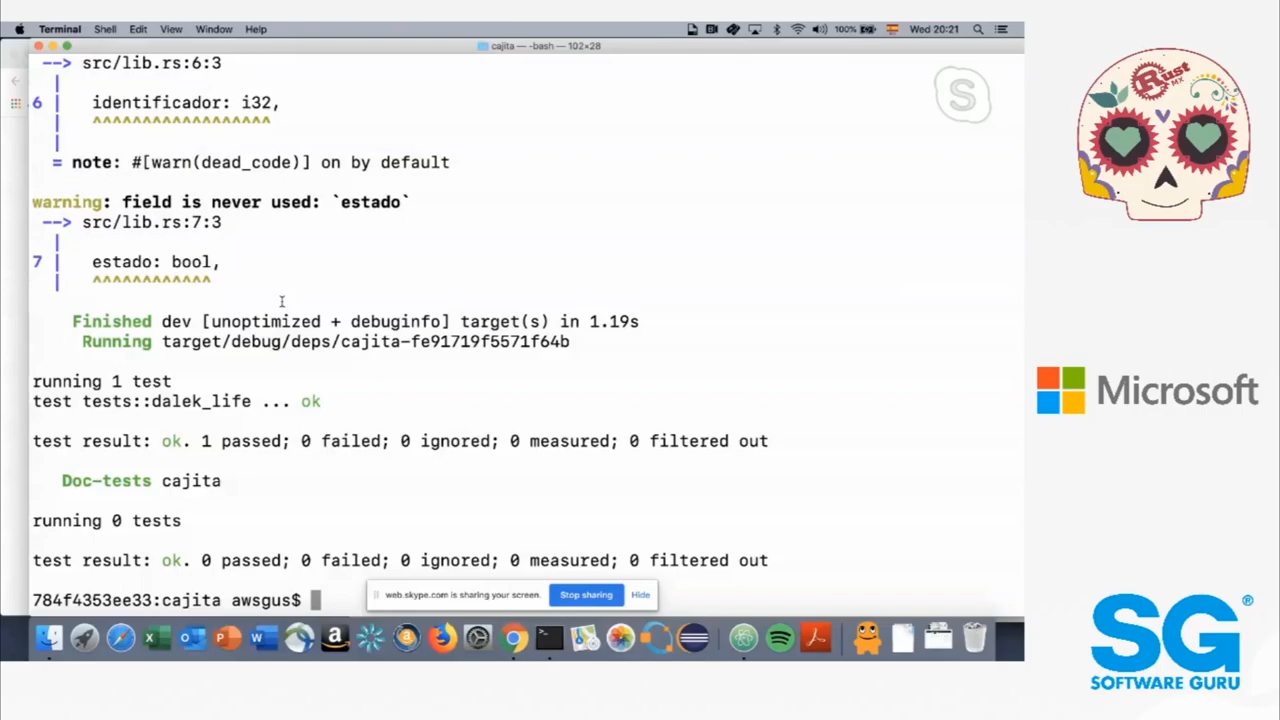 Terminal Shell Edit View Window Help 100% Wed 20:21
cajita — -bash — 102×28
--> src/lib.rs:6:3
|
6 | identificador: i32,
| ^^^^^^^^^^^^^^^^^^
|
= note: #[warn(dead_code)] on by default
warning: field is never used: `estado`
--> src/lib.rs:7:3
|
7 | estado: bool,
| ^^^^^^^^^^^^
Finished dev [unoptimized + debuginfo] target(s) in 1.19s
Running target/debug/deps/cajita-fe91719f5571f64b
running 1 test
test tests::dalek_life ... ok
test result: ok. 1 passed; 0 failed; 0 ignored; 0 measured; 0 filtered out
Doc-tests cajita
running 0 tests
test result: ok. 0 passed; 0 failed; 0 ignored; 0 measured; 0 filtered out
784f4353ee33:cajita awsgus$
web.skype.com is sharing your screen. Stop sharing Hide
Rust MX
Microsoft
SG®
SOFTWARE GURU